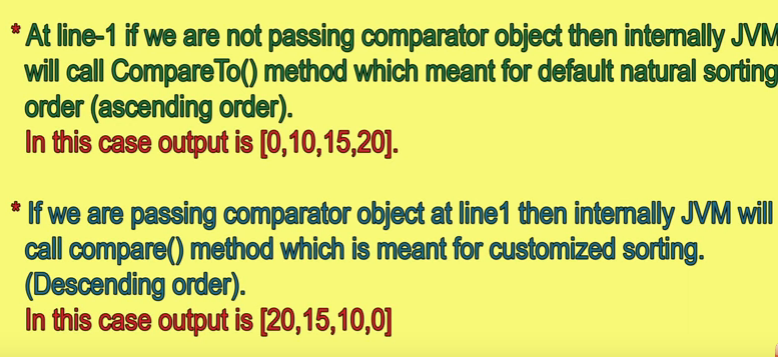 * At line-1 if we are not passing comparator object then internally JVM
will call CompareTo() method which meant for default natural sorting
order (ascending order).
In this case output is [0,10,15,20].
* If we are passing comparator object at line1 then internally JVM will
call compare() method which is meant for customized sorting.
(Descending order).
In this case output is [20,15,10,0]